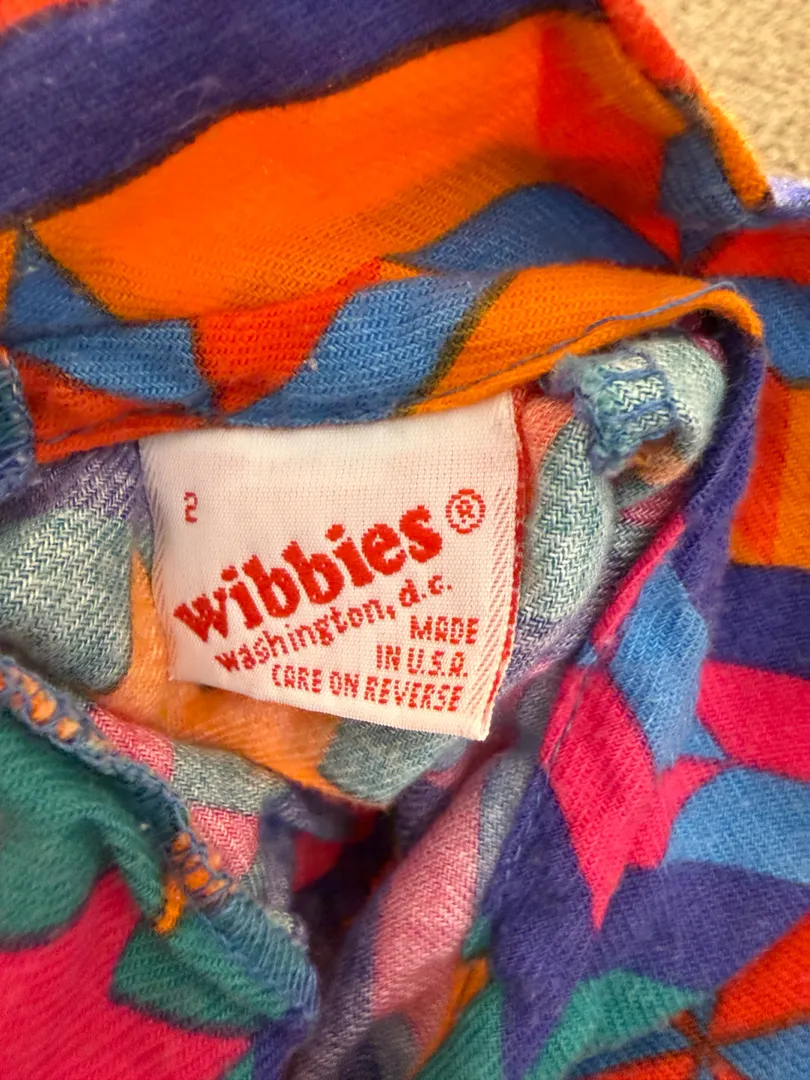 2
wibbies®
washington, d.c.
MADE
IN U.S.A.
CARE ON REVERSE